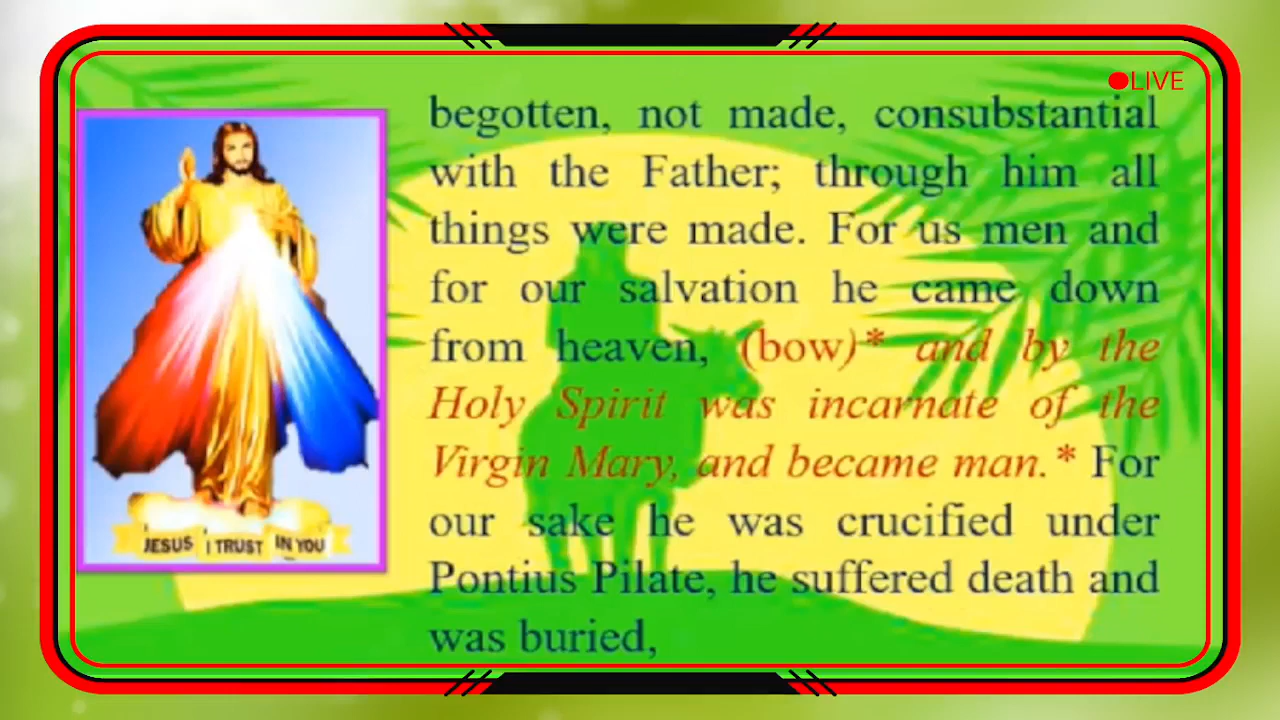 LIVE
begotten, not made, consubstantial
with the Father; through him all
things were made. For us men and
for our salvation he came down
from heaven, (bow)* and by the
Holy Spirit was incarnate of the
Virgin Mary, and became man.* For
our sake he was crucified under
Pontius Pilate, he suffered death and
was buried,
JESUS I TRUST IN YOU